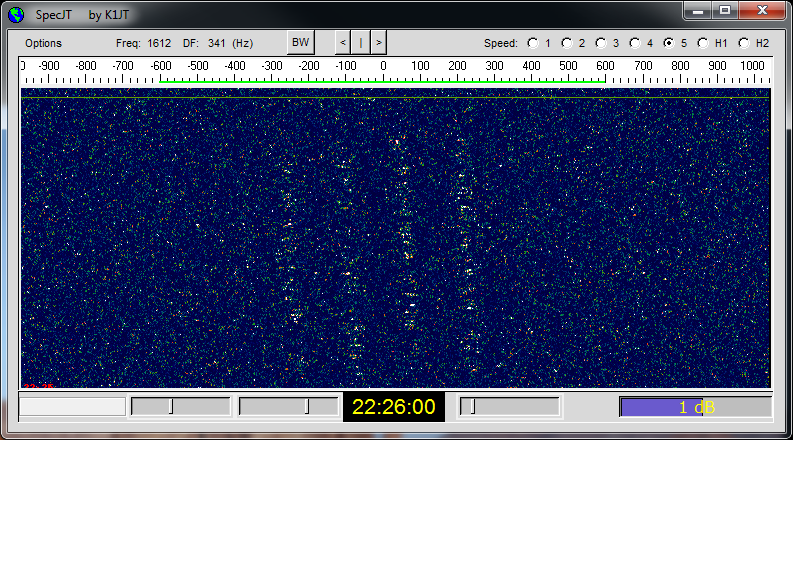 SpecJT by K1JT
Options Freq: 1612 DF: 341 (Hz) BW < | > Speed: 1 2 3 4 5 H1 H2
-900 -800 -700 -600 -500 -400 -300 -200 -100 0 100 200 300 400 500 600 700 800 900 1000
22:26:00 1 dB